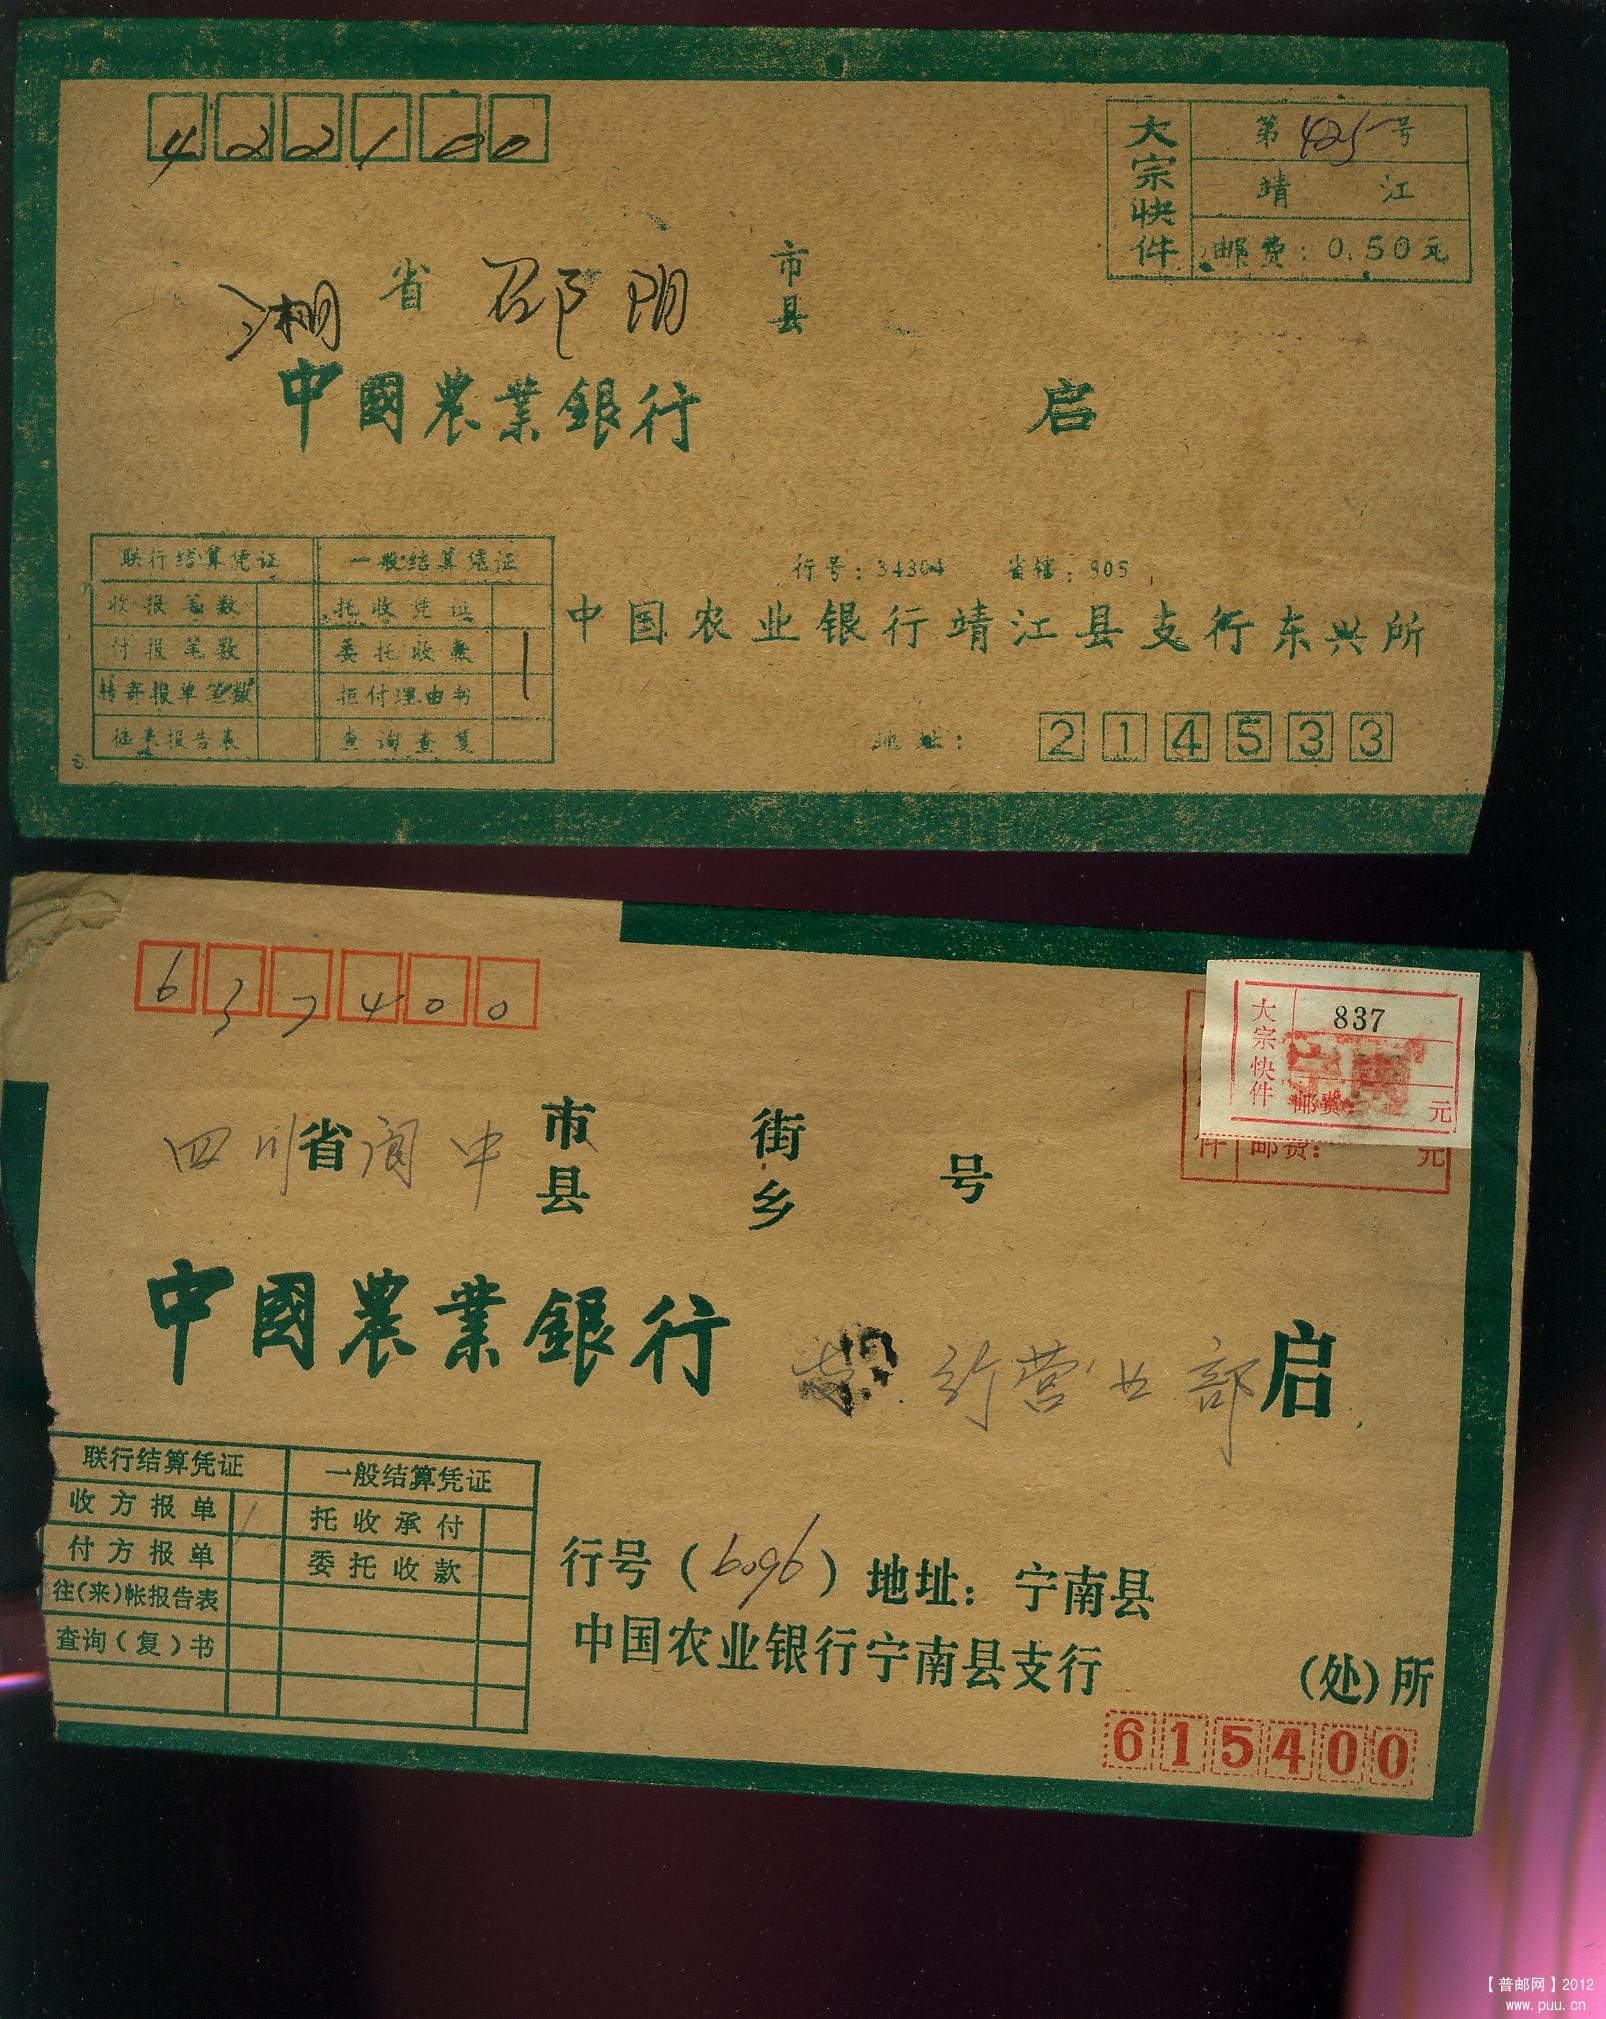 422100
大宗快件
第425号
靖江
邮费：0.50元
湘省邵阳市县
中國農業銀行 启
联行结算凭证 一般结算凭证
收报笔数 托收凭证
付报笔数 委托收款
转寄报单笔数 拒付理由书
往来报告表 查询查复
行号：34304 省辖：905
中国农业银行靖江县支行东兴所
地址： 214533
637400
大宗快件
837
宁南
邮费： 元
件 邮费： 元
四川省阆中市县 街乡 号
中國農業銀行 行营业部启
联行结算凭证 一般结算凭证
收方报单 1 托收承付
付方报单 委托收款
往(来)帐报告表
查询(复)书
行号(6096)地址：宁南县
中国农业银行宁南县支行 (处)所
615400
【普邮网】2012
www.puu.cn